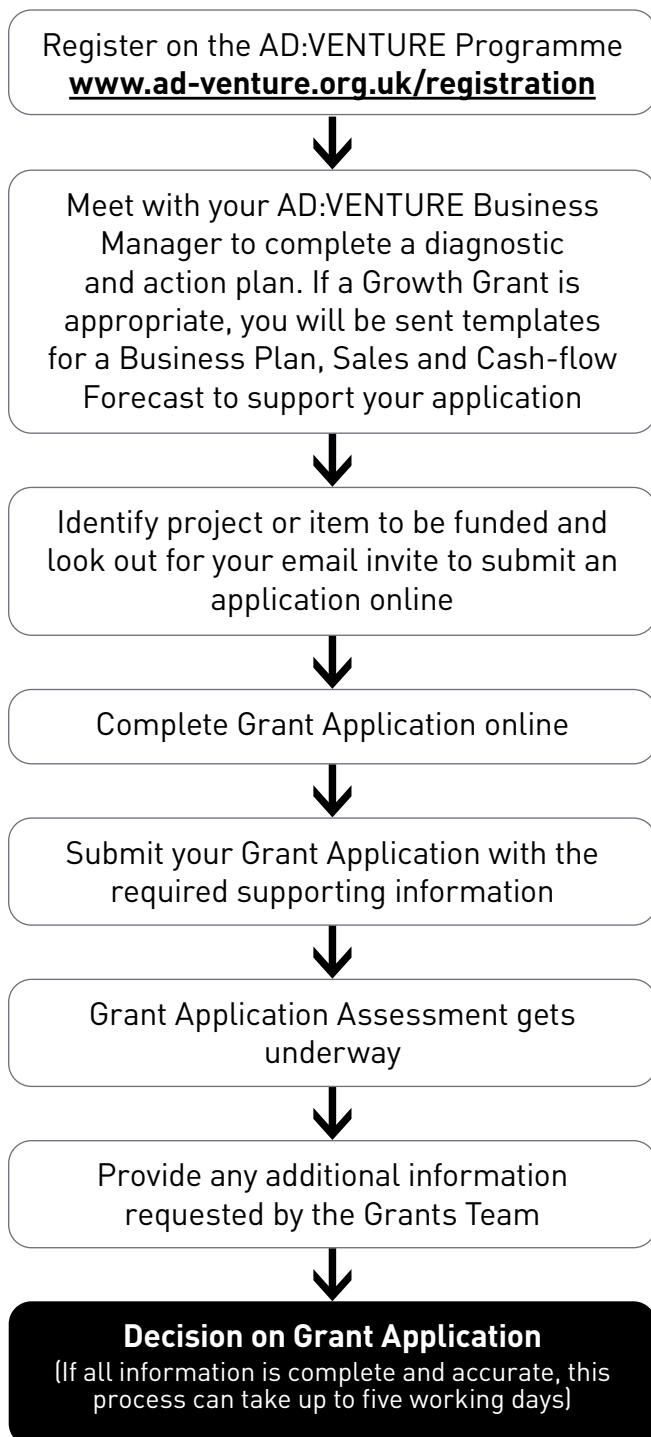 Register on the AD:VENTURE Programme
www.ad-venture.org.uk/registration
Meet with your AD:VENTURE Business
Manager to complete a diagnostic
and action plan. If a Growth Grant is
appropriate, you will be sent templates
for a Business Plan, Sales and Cash-flow
Forecast to support your application
Identify project or item to be funded and
look out for your email invite to submit an
application online
Complete Grant Application online
Submit your Grant Application with the
required supporting information
Grant Application Assessment gets
underway
Provide any additional information
requested by the Grants Team
Decision on Grant Application
(If all information is complete and accurate, this
process can take up to five working days)